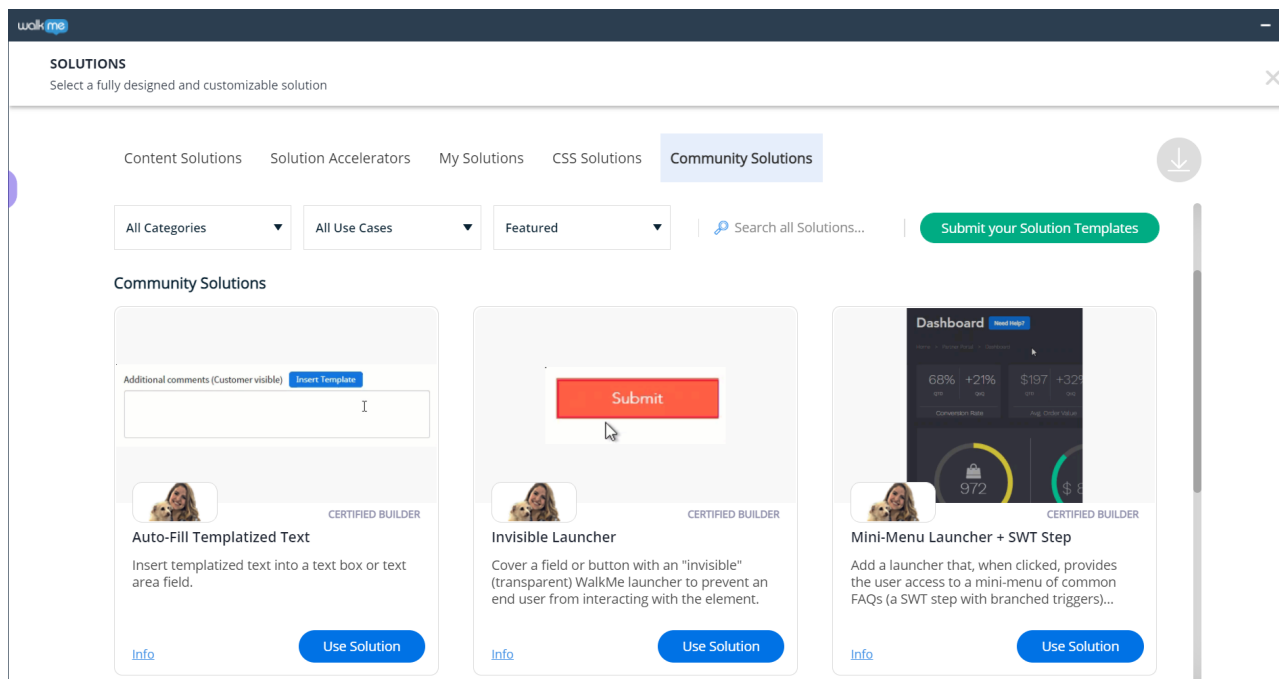 walk me
SOLUTIONS
Select a fully designed and customizable solution
Content Solutions
Solution Accelerators
My Solutions
CSS Solutions
Community Solutions
All Categories
All Use Cases
Featured
Search all Solutions...
Submit your Solution Templates
Community Solutions
Additional comments (Customer visible)
Insert Template
CERTIFIED BUILDER
Auto-Fill Templatized Text
Insert templatized text into a text box or text
area field.
Info
Use Solution
Submit
CERTIFIED BUILDER
Invisible Launcher
Cover a field or button with an "invisible"
(transparent) WalkMe launcher to prevent an
end user from interacting with the element.
Info
Use Solution
Dashboard
Need Help?
68% +21%
$197 +32%
Conversion Rate
Avg. Order Value
972
$ 8
CERTIFIED BUILDER
Mini-Menu Launcher + SWT Step
Add a launcher that, when clicked, provides
the user access to a mini-menu of common
FAQs (a SWT step with branched triggers)...
Info
Use Solution